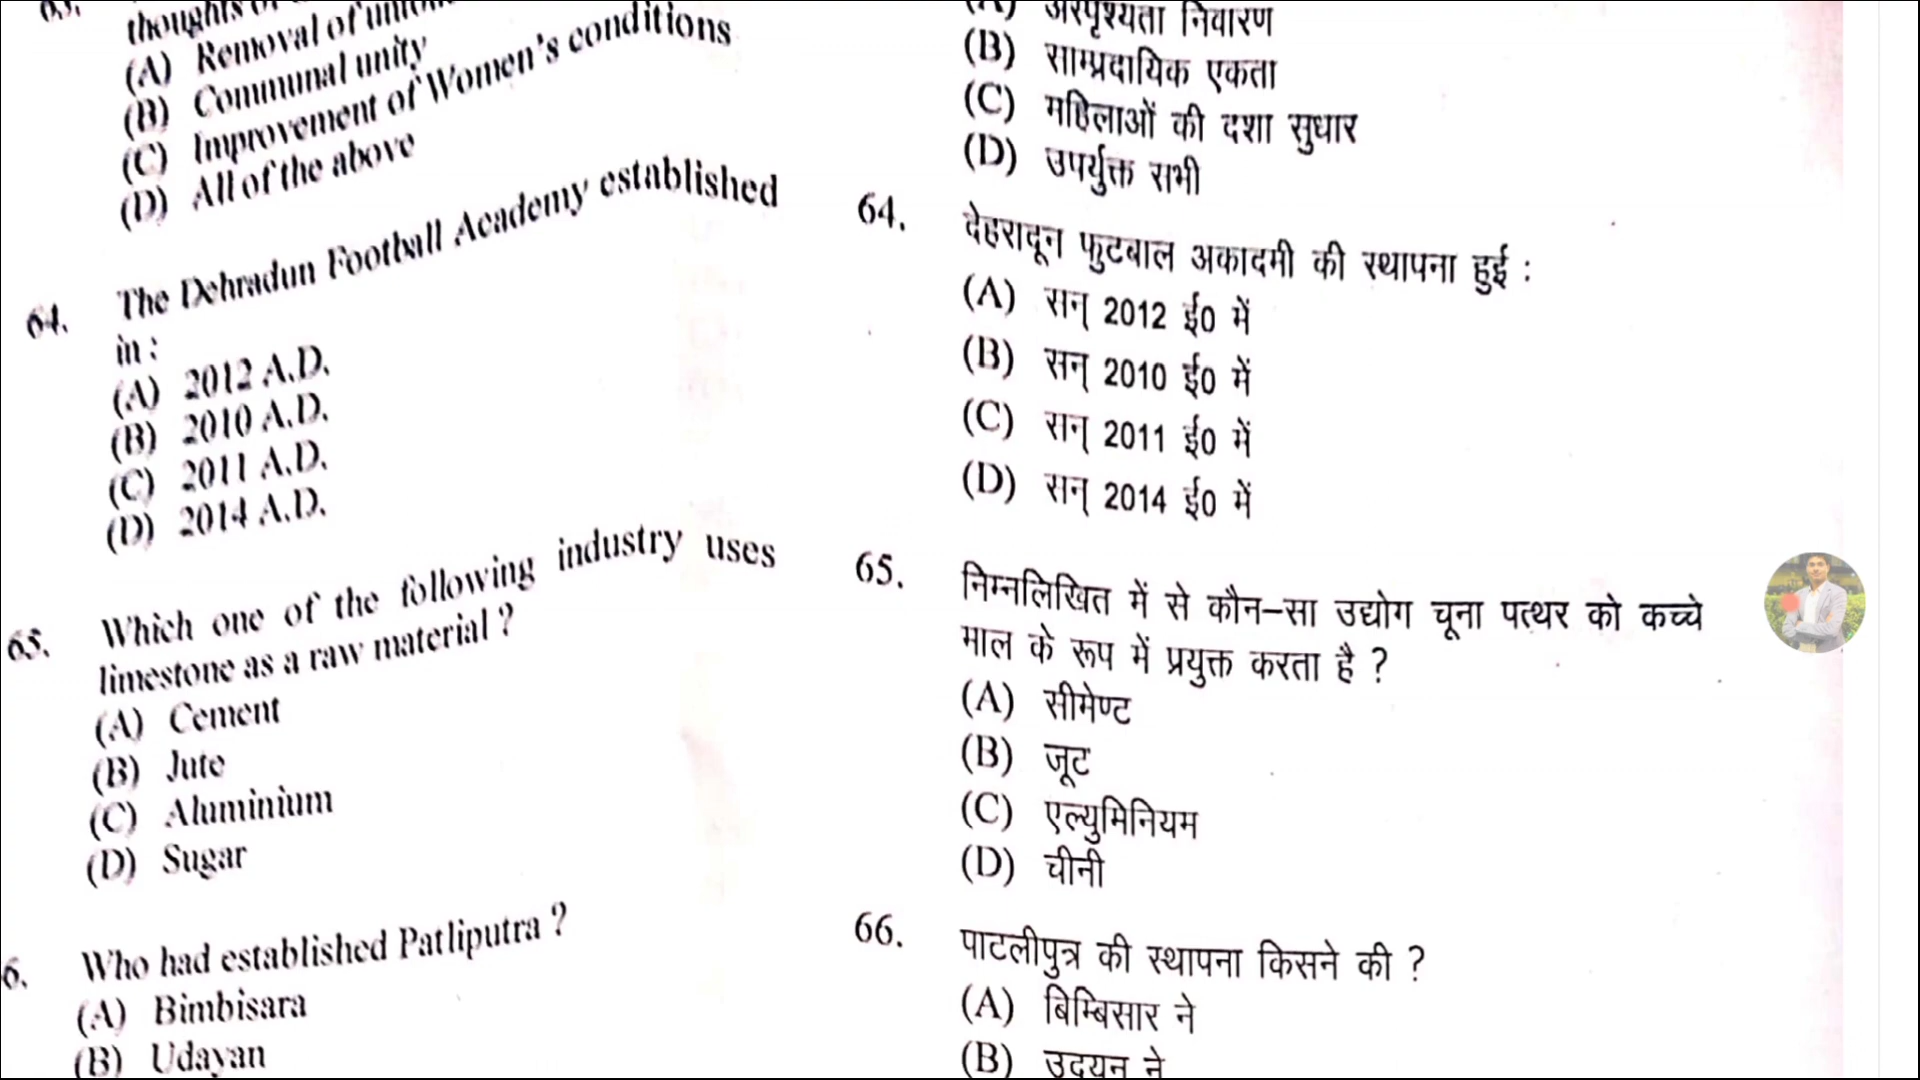 63.
thoughts
(A) Removal of
(B) Communal unity
(C) Improvement of Women's conditions
(D) All of the above
64. The Dehradun Football Academy established
in :
(A) 2012 A.D.
(B) 2010 A.D.
(C) 2011 A.D.
(D) 2014 A.D.
65. Which one of the following industry uses
limestone as a raw material ?
(A) Cement
(B) Jute
(C) Aluminium
(D) Sugar
6. Who had established Patliputra ?
(A) Bimbisara
(B) Udayan
(A) अस्पृश्यता निवारण
(B) साम्प्रदायिक एकता
(C) महिलाओं की दशा सुधार
(D) उपर्युक्त सभी
64. देहरादून फुटबाल अकादमी की स्थापना हुई :
(A) सन् 2012 ई0 में
(B) सन् 2010 ई0 में
(C) सन् 2011 ई0 में
(D) सन् 2014 ई0 में
65. निम्नलिखित में से कौन-सा उद्योग चूना पत्थर को कच्चे
माल के रूप में प्रयुक्त करता है ?
(A) सीमेण्ट
(B) जूट
(C) एल्युमिनियम
(D) चीनी
66. पाटलीपुत्र की स्थापना किसने की ?
(A) बिम्बिसार ने
(B) उदयन ने